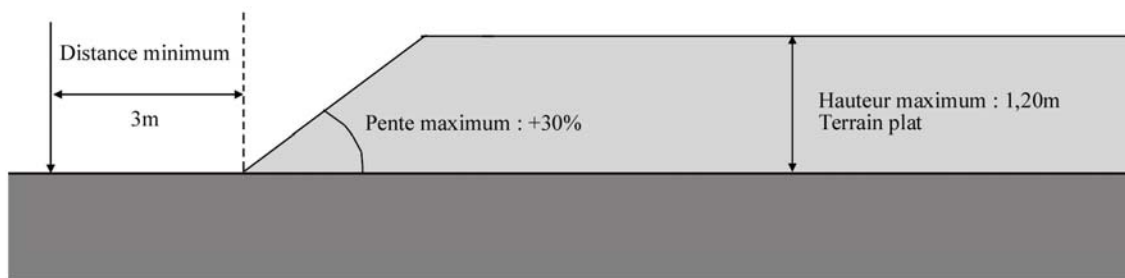 Distance minimum
3m
Pente maximum : +30%
Hauteur maximum : 1,20m
Terrain plat